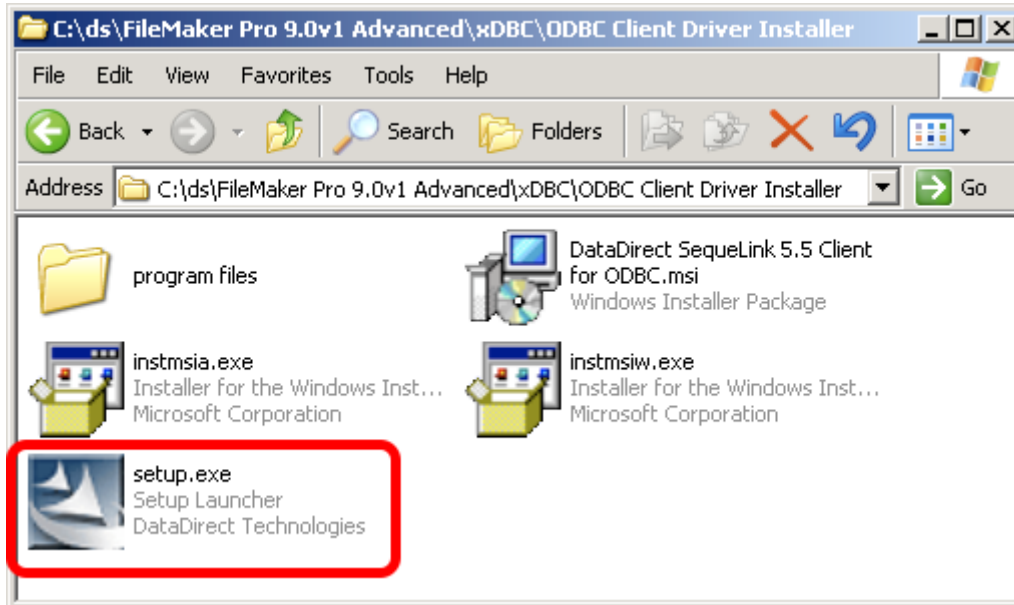 C:\ds\FileMaker Pro 9.0v1 Advanced\xDBC\ODBC Client Driver Installer
File Edit View Favorites Tools Help
Back Search Folders
Address C:\ds\FileMaker Pro 9.0v1 Advanced\xDBC\ODBC Client Driver Installer Go
program files
DataDirect SequeLink 5.5 Client
for ODBC.msi
Windows Installer Package
instmsia.exe
Installer for the Windows Inst...
Microsoft Corporation
instmsiw.exe
Installer for the Windows Inst...
Microsoft Corporation
setup.exe
Setup Launcher
DataDirect Technologies